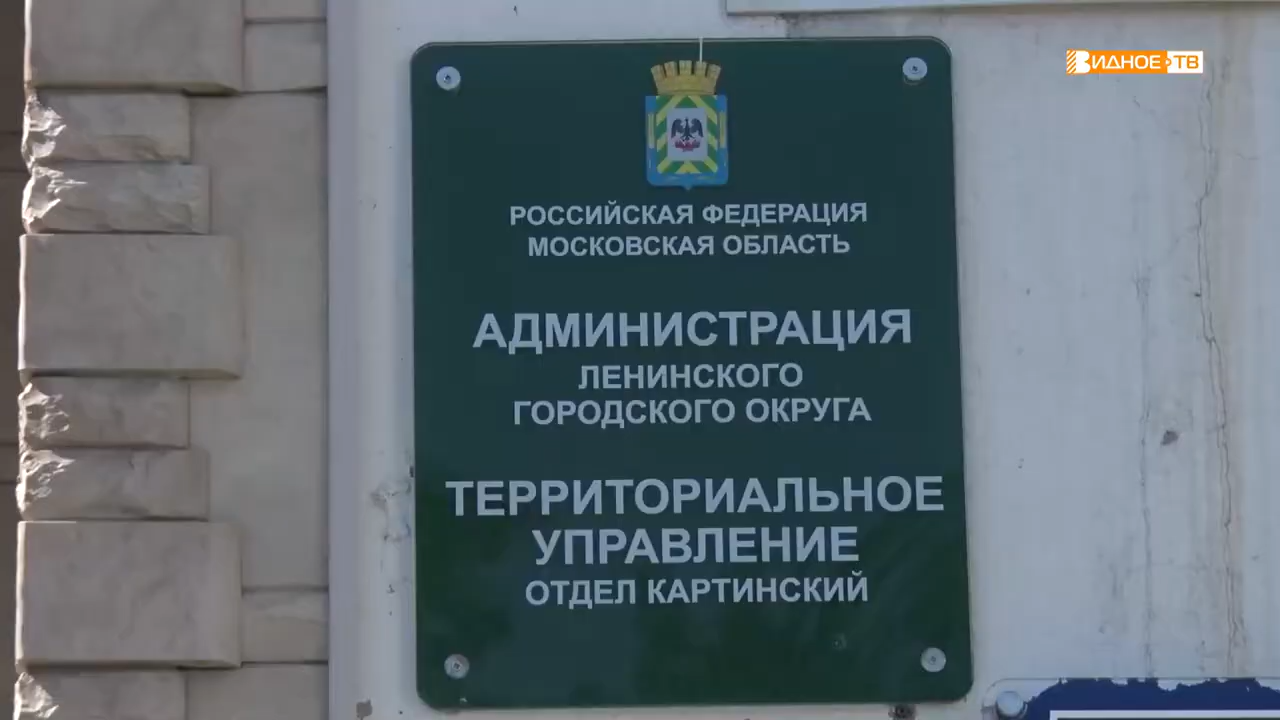 ВИДНОЕ ТВ
РОССИЙСКАЯ ФЕДЕРАЦИЯ
МОСКОВСКАЯ ОБЛАСТЬ
АДМИНИСТРАЦИЯ
ЛЕНИНСКОГО
ГОРОДСКОГО ОКРУГА
ТЕРРИТОРИАЛЬНОЕ
УПРАВЛЕНИЕ
ОТДЕЛ КАРТИНСКИЙ